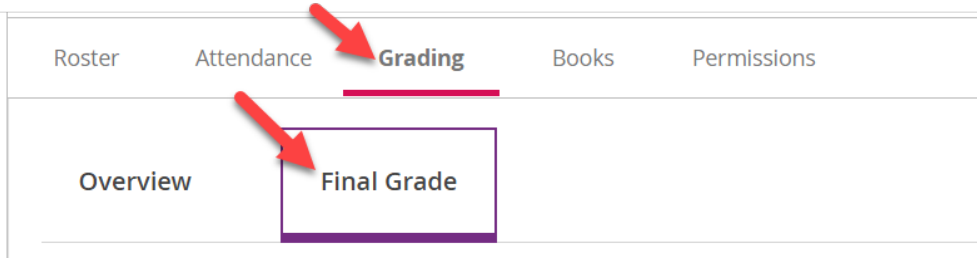 Roster Attendance Grading Books Permissions
Overview Final Grade